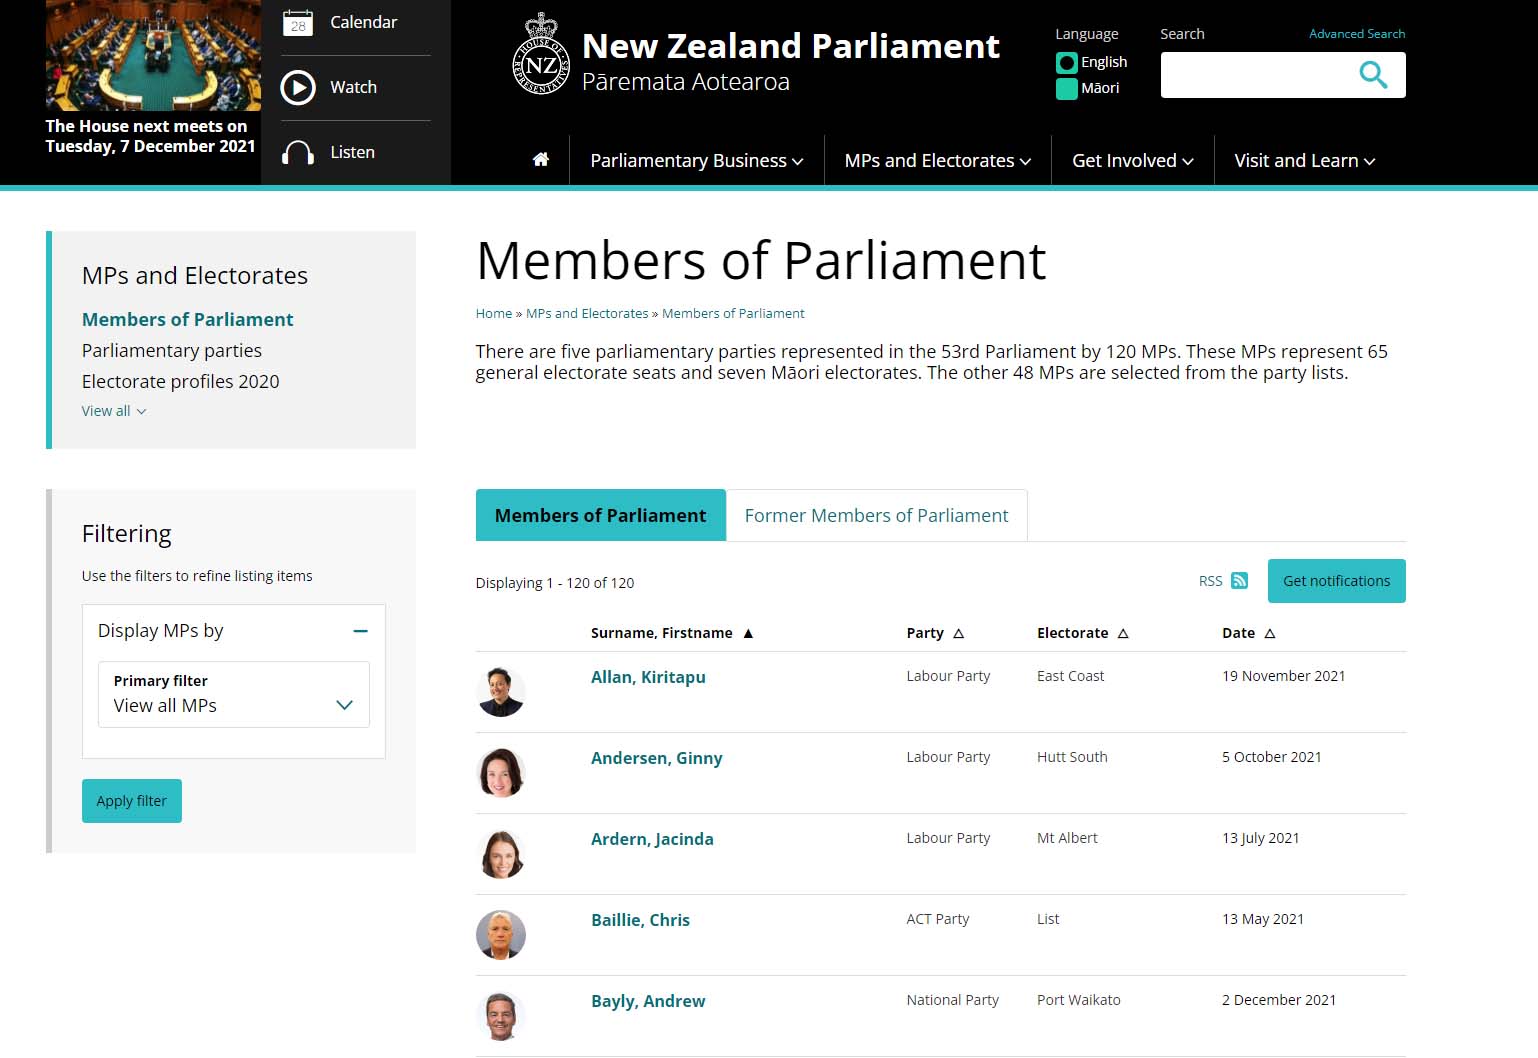 The House next meets on
Tuesday, 7 December 2021
28
Calendar
Watch
Listen
HOUSE OF REPRESENTATIVES
NZ
New Zealand Parliament
Pāremata Aotearoa
Language
English
Māori
Search
Advanced Search
Parliamentary Business
MPs and Electorates
Get Involved
Visit and Learn
MPs and Electorates
Members of Parliament
Parliamentary parties
Electorate profiles 2020
View all
Filtering
Use the filters to refine listing items
Display MPs by
Primary filter
View all MPs
Apply filter
Members of Parliament
Home » MPs and Electorates » Members of Parliament
There are five parliamentary parties represented in the 53rd Parliament by 120 MPs. These MPs represent 65
general electorate seats and seven Māori electorates. The other 48 MPs are selected from the party lists.
Members of Parliament
Former Members of Parliament
Displaying 1 - 120 of 120
RSS
Get notifications
Surname, Firstname ▲ Party △ Electorate △ Date △
Allan, Kiritapu Labour Party East Coast 19 November 2021
Andersen, Ginny Labour Party Hutt South 5 October 2021
Ardern, Jacinda Labour Party Mt Albert 13 July 2021
Baillie, Chris ACT Party List 13 May 2021
Bayly, Andrew National Party Port Waikato 2 December 2021